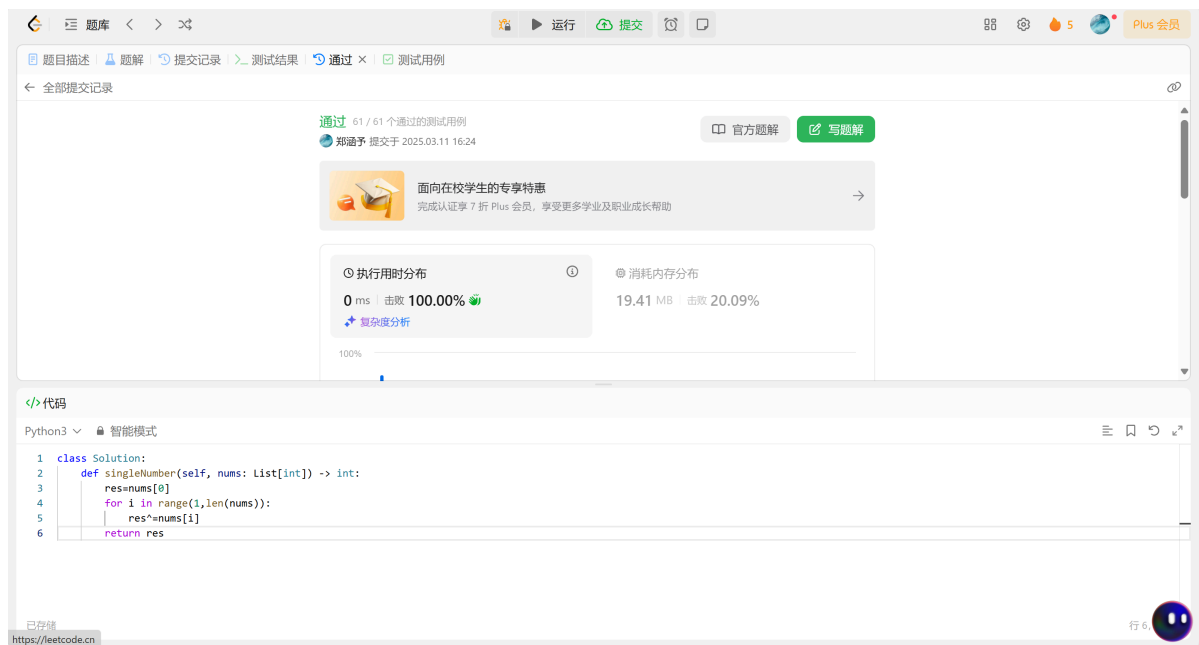 题库 运行 提交 5 Plus 会员
题目描述 题解 提交记录 测试结果 通过 测试用例
全部提交记录
通过 61 / 61 个通过的测试用例
官方题解 写题解
郑涵予 提交于 2025.03.11 16:24
面向在校学生的专享特惠
完成认证享 7 折 Plus 会员，享受更多学业及职业成长帮助
执行用时分布 消耗内存分布
0 ms 击败 100.00% 19.41 MB 击败 20.09%
复杂度分析
100%
</> 代码
Python3 智能模式
1 class Solution:
2 def singleNumber(self, nums: List[int]) -> int:
3 res=nums[0]
4 for i in range(1,len(nums)):
5 res^=nums[i]
6 return res
已存储 行 6,
https://leetcode.cn